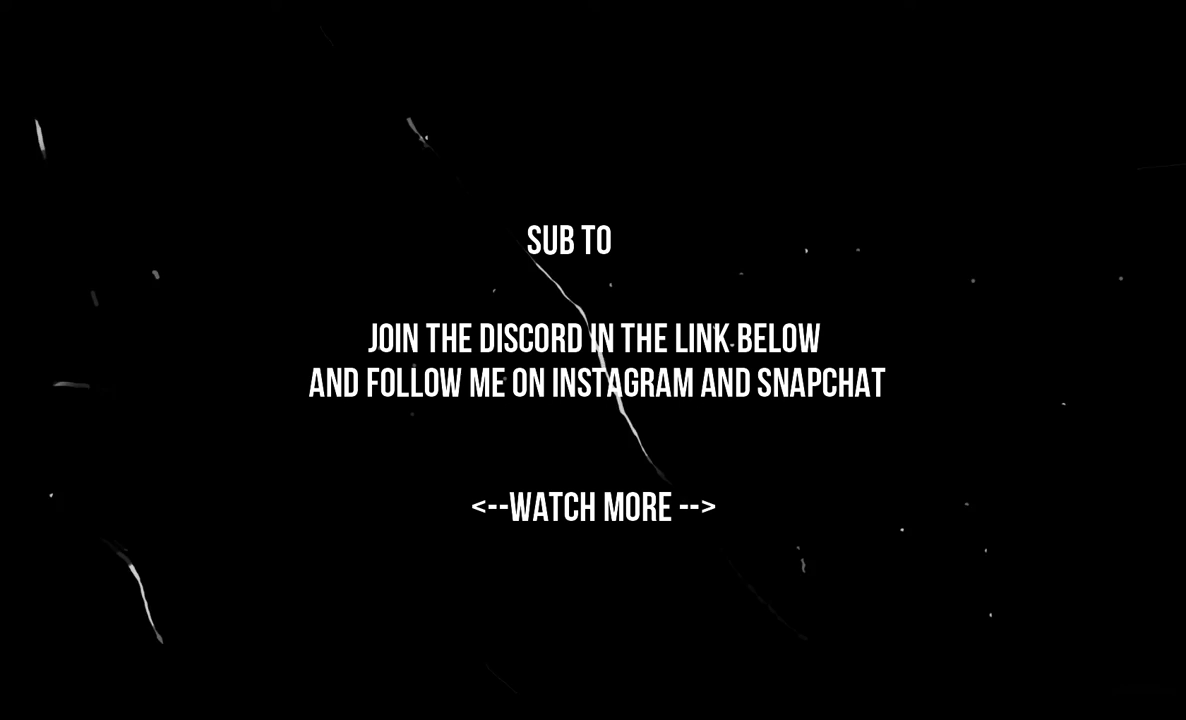 SUB TO
JOIN THE DISCORD IN THE LINK BELOW
AND FOLLOW ME ON INSTAGRAM AND SNAPCHAT
<--WATCH MORE -->